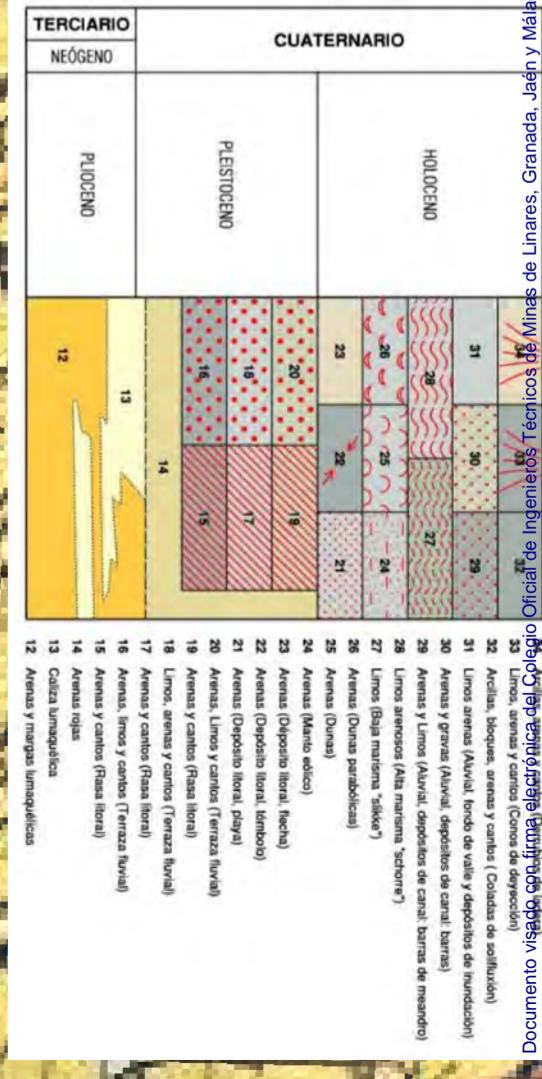 TERCIARIO
NEÓGENO
CUATERNARIO
PLIOCENO
PLEISTOCENO
HOLOCENO
12
13
14
16
15
18
17
20
19
23
22
21
26
25
24
28
27
31
30
29
34
33
32
34
33 Limos, arenas y cantos (Conos de deyección)
32 Arcillas, bloques, arenas y cantos ( Coladas de solifluxión)
31 Limos arenas (Aluvial, fondo de valle y depósitos de inundación)
30 Arenas y gravas (Aluvial, depósitos de canal: barras)
29 Arenas y Limos (Aluvial, depósitos de canal: barras de meandro)
28 Limos arenosos (Alta marisma "schorre")
27 Limos (Baja marisma "slikke")
26 Arenas (Dunas parabólicas)
25 Arenas (Dunas)
24 Arenas (Manto eólico)
23 Arenas (Déposito litoral, flecha)
22 Arenas (Depósito litoral, tómbolo)
21 Arenas (Depósito litoral, playa)
20 Arenas, Limos y cantos (Terraza fluvial)
19 Arenas y cantos (Rasa litoral)
18 Limos, arenas y cantos (Terraza fluvial)
17 Arenas y cantos (Rasa litoral)
16 Arenas, limos y cantos (Terraza fluvial)
15 Arenas y cantos (Rasa litoral)
14 Arenas rojas
13 Caliza lumaquélica
12 Arenas y margas lumaquélicas
Documento visado con firma electrónica del Colegio Oficial de Ingenieros Técnicos de Minas de Linares, Granada, Jaén y Mála